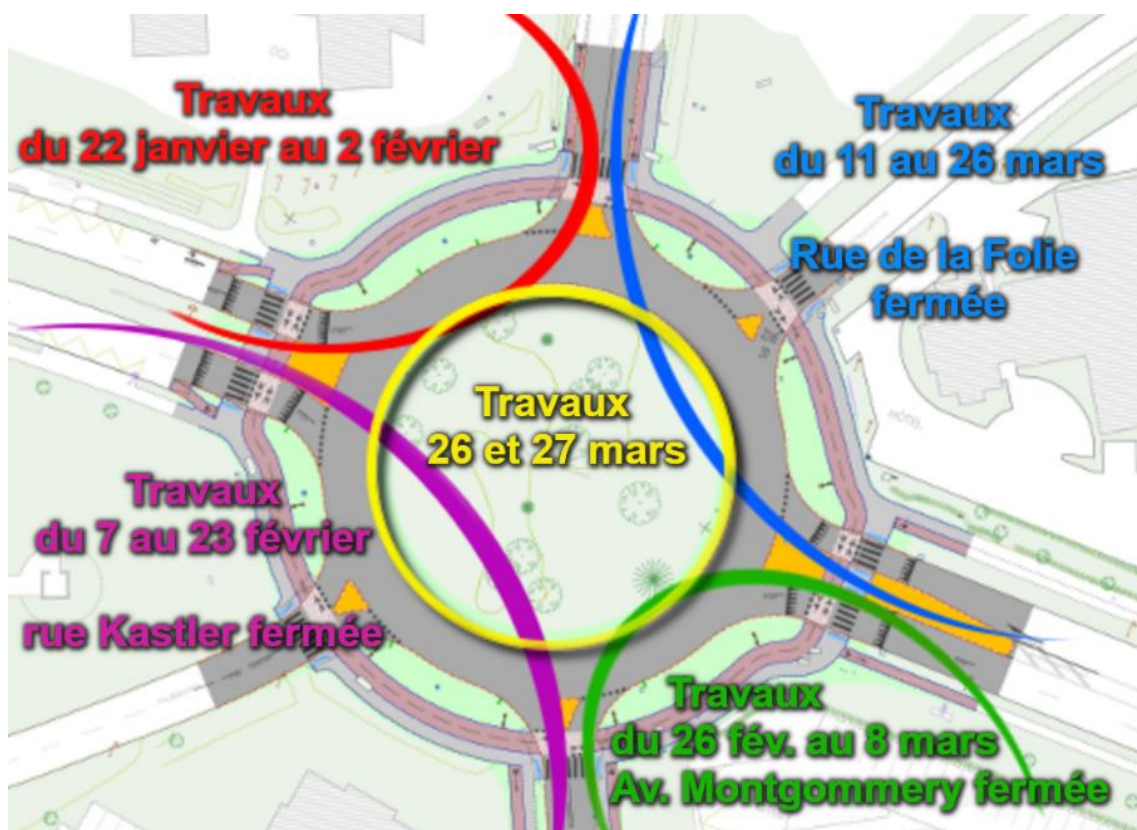 Travaux
du 22 janvier au 2 février
Travaux
du 11 au 26 mars
Rue de la Folie
fermée
Travaux
26 et 27 mars
Travaux
du 7 au 23 février
rue Kastler fermée
HÔTEL
Travaux
du 26 fév. au 8 mars
Av. Montgommery fermée